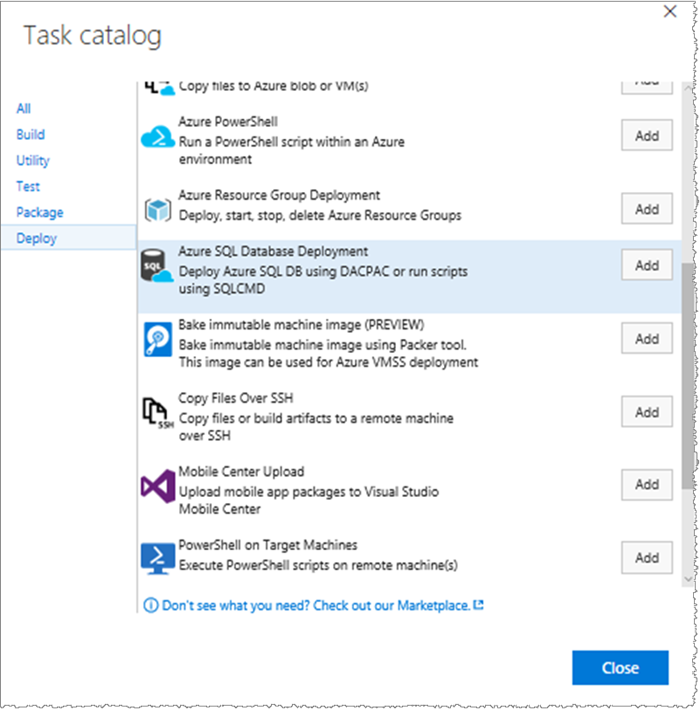 Task catalog
All
Build
Utility
Test
Package
Deploy
Copy files to Azure blob or VM(s)
Add
Azure PowerShell
Run a PowerShell script within an Azure
environment
Add
Azure Resource Group Deployment
Deploy, start, stop, delete Azure Resource Groups
Add
SQL
Azure SQL Database Deployment
Deploy Azure SQL DB using DACPAC or run scripts
using SQLCMD
Add
Bake immutable machine image (PREVIEW)
Bake immutable machine image using Packer tool.
This image can be used for Azure VMSS deployment
Add
SSH
Copy Files Over SSH
Copy files or build artifacts to a remote machine
over SSH
Add
Mobile Center Upload
Upload mobile app packages to Visual Studio
Mobile Center
Add
PowerShell on Target Machines
Execute PowerShell scripts on remote machine(s)
Add
Don't see what you need? Check out our Marketplace.
Close